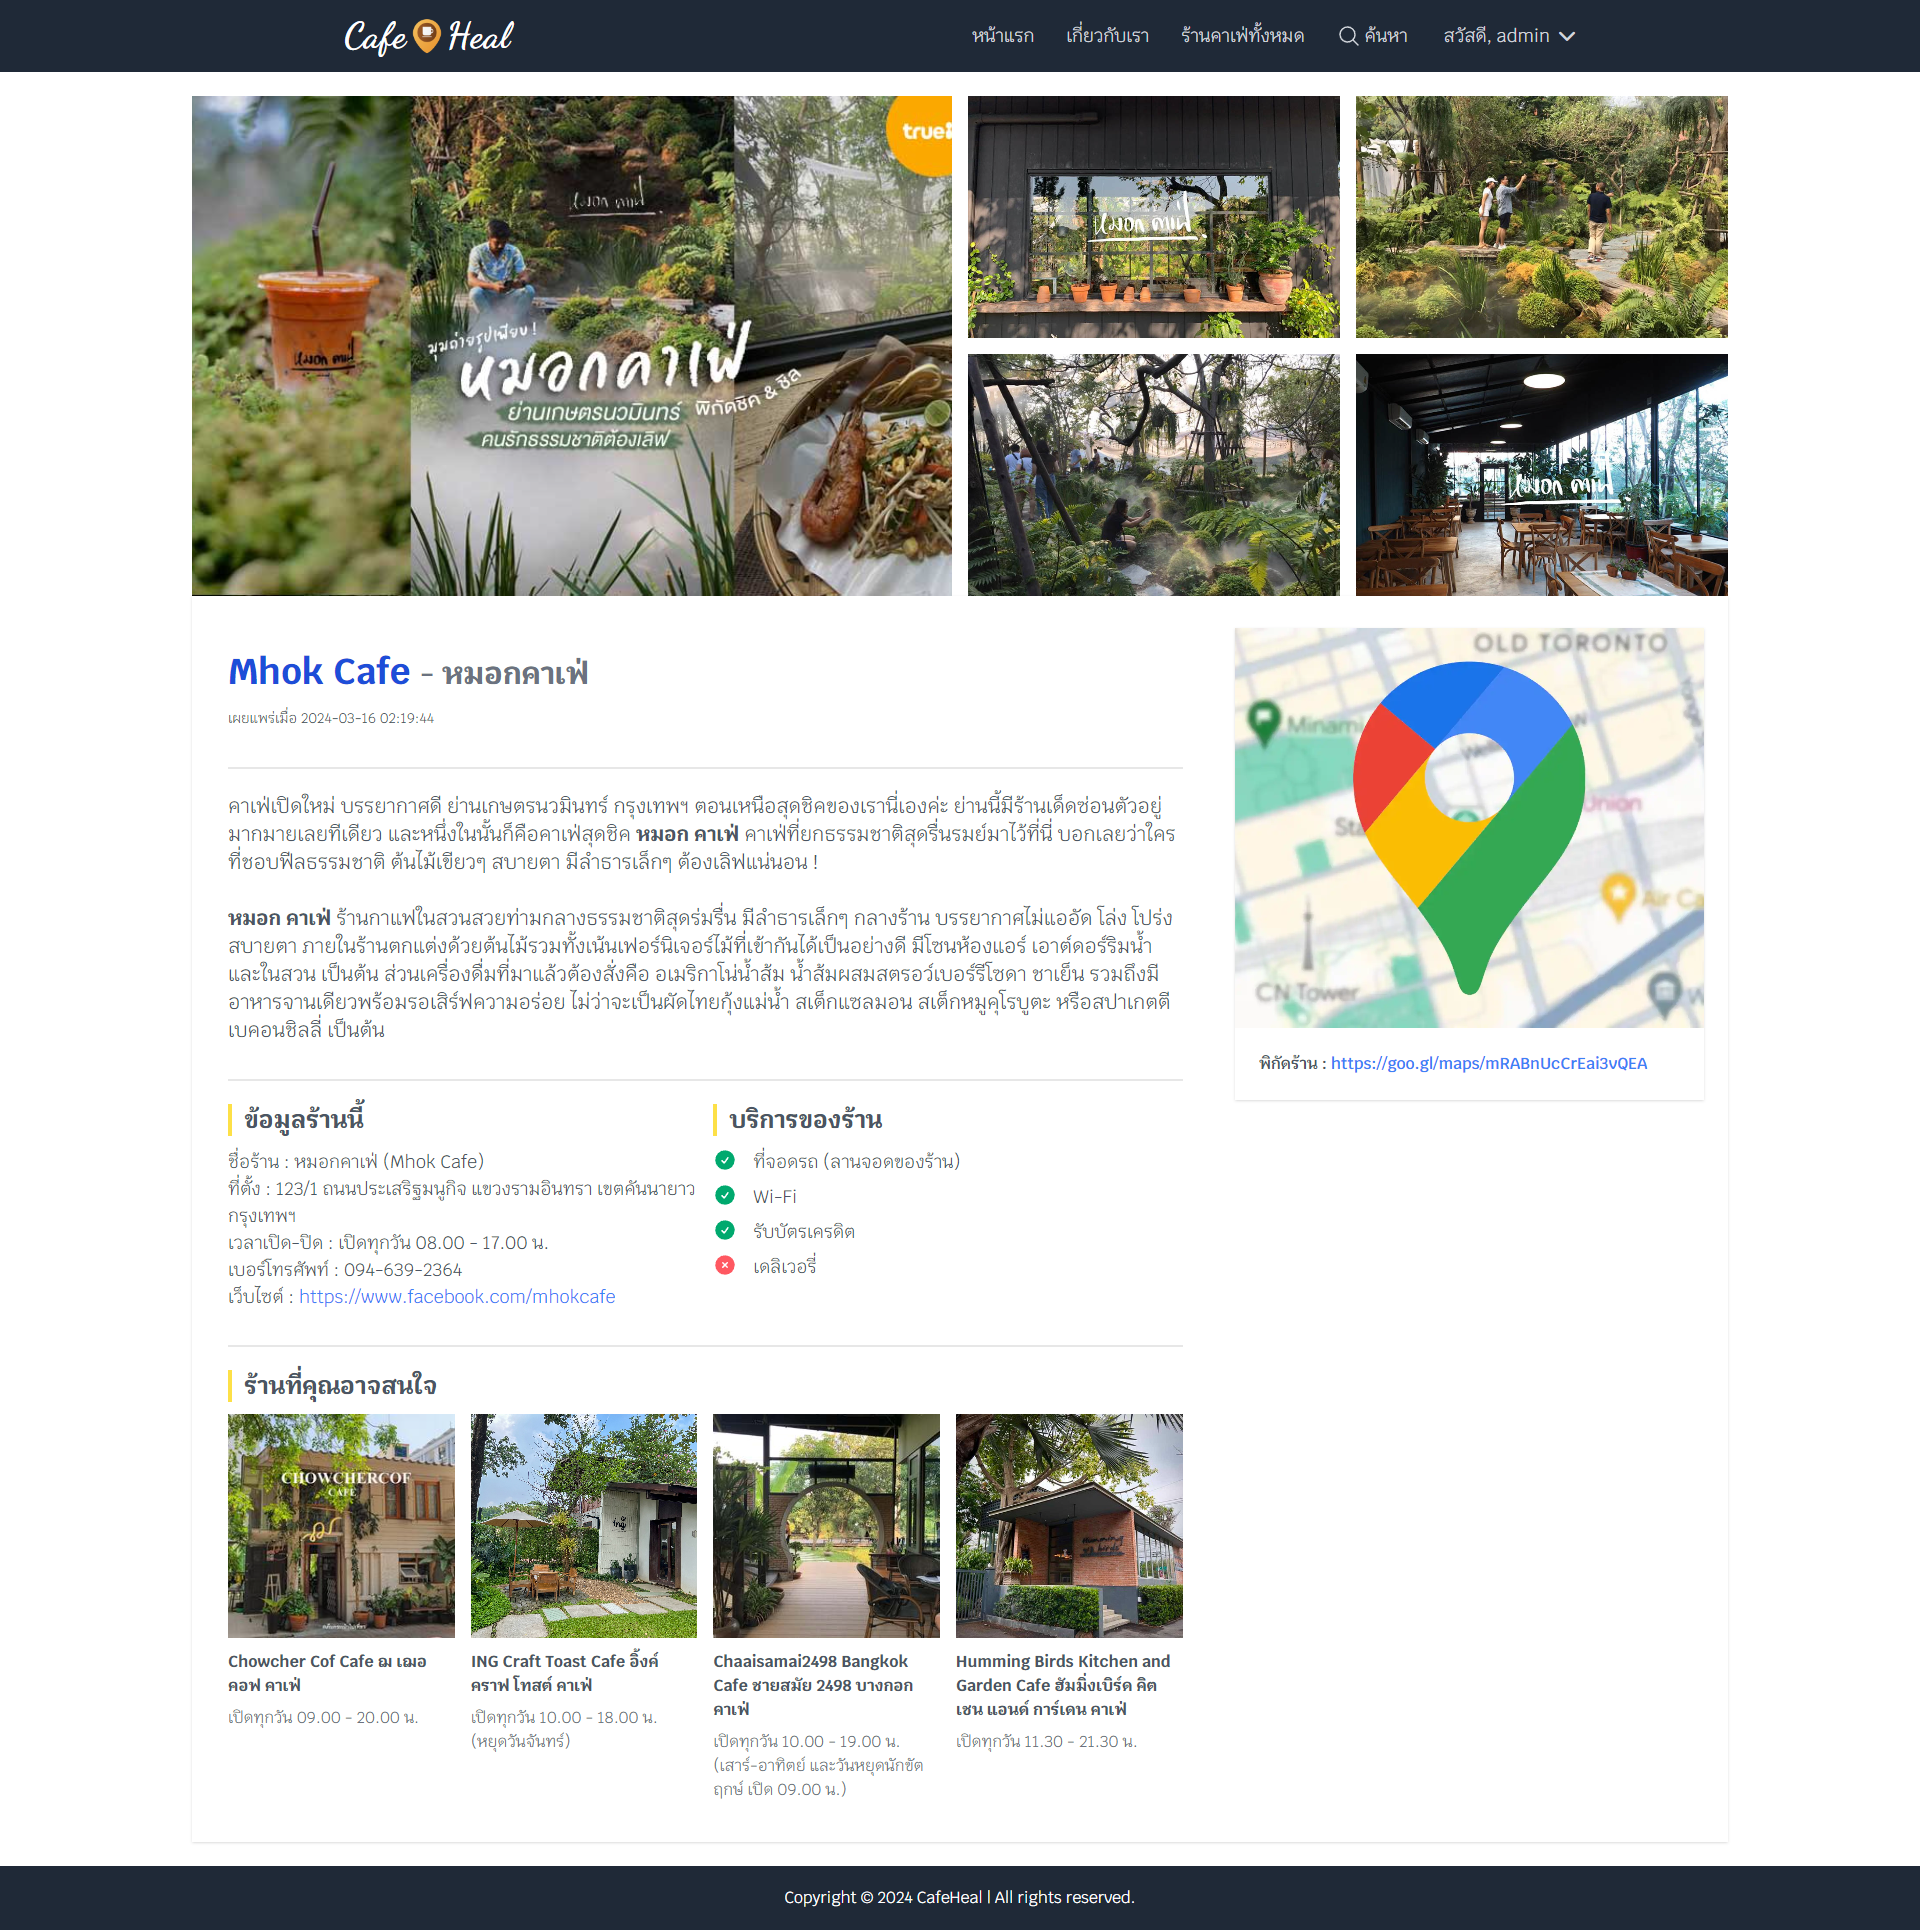 Cafe Heal
หน้าแรก
เกี่ยวกับเรา
ร้านคาเฟ่ทั้งหมด
ค้นหา
สวัสดี, admin
true
หมอก คาเฟ่
มุมถ่ายรูปเพียบ !
หมอกคาเฟ่
ย่านเกษตรนวมินทร์ พิกัดชิค & ชิล
คนรักธรรมชาติต้องเลิฟ
หมอก คาเฟ่
หมอก คาเฟ่
หมอก คาเฟ่
Mhok Cafe - หมอกคาเฟ่
เผยแพร่เมื่อ 2024-03-16 02:19:44
คาเฟ่เปิดใหม่ บรรยากาศดี ย่านเกษตรนวมินทร์ กรุงเทพฯ ตอนเหนือสุดชิคของเรานี่เองค่ะ ย่านนี้มีร้านเด็ดซ่อนตัวอยู่
มากมายเลยทีเดียว และหนึ่งในนั้นก็คือคาเฟ่สุดชิค หมอก คาเฟ่ คาเฟ่ที่ยกธรรมชาติสุดรื่นรมย์มาไว้ที่นี่ บอกเลยว่าใคร
ที่ชอบฟีลธรรมชาติ ต้นไม้เขียวๆ สบายตา มีลำธารเล็กๆ ต้องเลิฟแน่นอน !
หมอก คาเฟ่ ร้านกาแฟในสวนสวยท่ามกลางธรรมชาติสุดร่มรื่น มีลำธารเล็กๆ กลางร้าน บรรยากาศไม่แออัด โล่ง โปร่ง
สบายตา ภายในร้านตกแต่งด้วยต้นไม้รวมทั้งเน้นเฟอร์นิเจอร์ไม้ที่เข้ากันได้เป็นอย่างดี มีโซนห้องแอร์ เอาต์ดอร์ริมน้ำ
และในสวน เป็นต้น ส่วนเครื่องดื่มที่มาแล้วต้องสั่งคือ อเมริกาโน่น้ำส้ม น้ำส้มผสมสตรอว์เบอร์รีโซดา ชาเย็น รวมถึงมี
อาหารจานเดียวพร้อมรอเสิร์ฟความอร่อย ไม่ว่าจะเป็นผัดไทยกุ้งแม่น้ำ สเต็กแซลมอน สเต็กหมูคุโรบูตะ หรือสปาเกตตี
เบคอนชิลลี่ เป็นต้น
OLD TORONTO
Minami
Union
CN Tower
พิกัดร้าน : https://goo.gl/maps/mRABnUcCrEai3vQEA
ข้อมูลร้านนี้
ชื่อร้าน : หมอกคาเฟ่ (Mhok Cafe)
ที่ตั้ง : 123/1 ถนนประเสริฐมนูกิจ แขวงรามอินทรา เขตคันนายาว
กรุงเทพฯ
เวลาเปิด-ปิด : เปิดทุกวัน 08.00 - 17.00 น.
เบอร์โทรศัพท์ : 094-639-2364
เว็บไซต์ : https://www.facebook.com/mhokcafe
บริการของร้าน
ที่จอดรถ (ลานจอดของร้าน)
Wi-Fi
รับบัตรเครดิต
เดลิเวอรี่
ร้านที่คุณอาจสนใจ
CHOWCHERCOF
CAFE
ing
Humming
birds
Chowcher Cof Cafe ฌ เฌอ
คอฟ คาเฟ่
เปิดทุกวัน 09.00 - 20.00 น.
ING Craft Toast Cafe อิ้งค์
คราฟ โทสต์ คาเฟ่
เปิดทุกวัน 10.00 - 18.00 น.
(หยุดวันจันทร์)
Chaaisamai2498 Bangkok
Cafe ชายสมัย 2498 บางกอก
คาเฟ่
เปิดทุกวัน 10.00 - 19.00 น.
(เสาร์-อาทิตย์ และวันหยุดนักขัต
ฤกษ์ เปิด 09.00 น.)
Humming Birds Kitchen and
Garden Cafe ฮัมมิ่งเบิร์ด คิต
เชน แอนด์ การ์เดน คาเฟ่
เปิดทุกวัน 11.30 - 21.30 น.
Copyright © 2024 CafeHeal | All rights reserved.